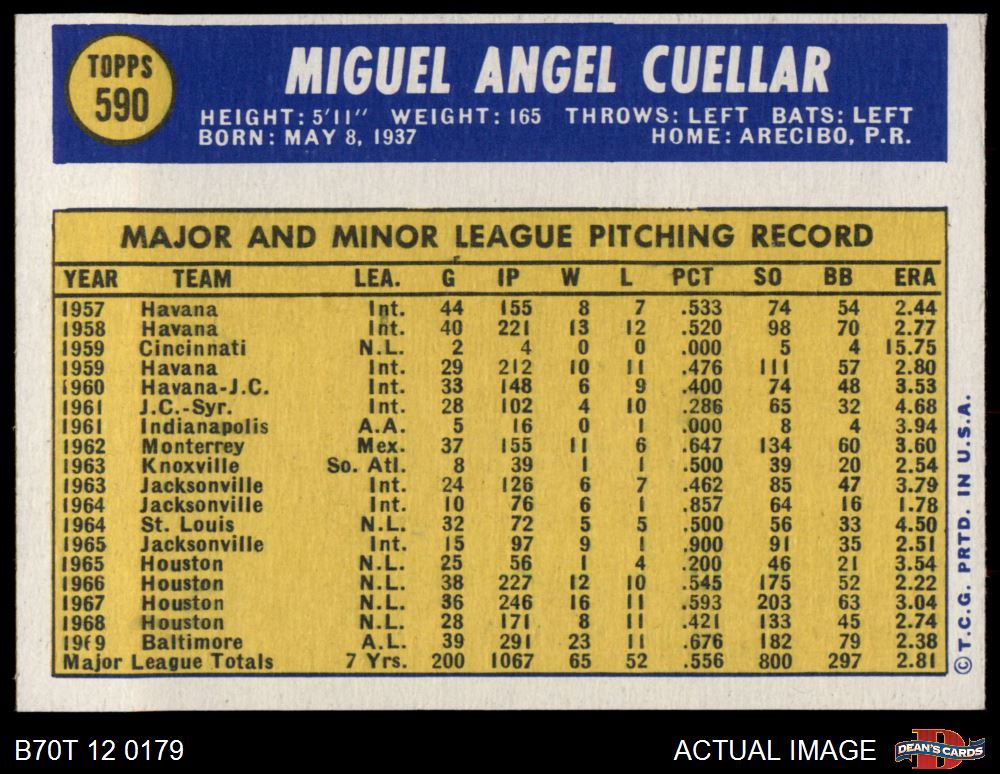 TOPPS
590
MIGUEL ANGEL CUELLAR
HEIGHT: 5'11" WEIGHT: 165 THROWS: LEFT BATS: LEFT
BORN: MAY 8, 1937 HOME: ARECIBO, P.R.
MAJOR AND MINOR LEAGUE PITCHING RECORD
YEAR TEAM LEA. G IP W L PCT SO BB ERA
1957 Havana Int. 44 155 8 7 .533 74 54 2.44
1958 Havana Int. 40 221 13 12 .520 98 70 2.77
1959 Cincinnati N.L. 2 4 0 0 .000 5 4 15.75
1959 Havana Int. 29 212 10 11 .476 111 57 2.80
1960 Havana-J.C. Int. 33 148 6 9 .400 74 48 3.53
1961 J.C.-Syr. Int. 28 102 4 10 .286 65 32 4.68
1961 Indianapolis A.A. 5 16 0 1 .000 8 4 3.94
1962 Monterrey Mex. 37 155 11 6 .647 134 60 3.60
1963 Knoxville So. Atl. 8 39 1 1 .500 39 20 2.54
1963 Jacksonville Int. 24 126 6 7 .462 85 47 3.79
1964 Jacksonville Int. 10 76 6 1 .857 64 16 1.78
1964 St. Louis N.L. 32 72 5 5 .500 56 33 4.50
1965 Jacksonville Int. 15 97 9 1 .900 91 35 2.51
1965 Houston N.L. 25 56 1 4 .200 46 21 3.54
1966 Houston N.L. 38 227 12 10 .545 175 52 2.22
1967 Houston N.L. 36 246 16 11 .593 203 63 3.04
1968 Houston N.L. 28 171 8 11 .421 133 45 2.74
1969 Baltimore A.L. 39 291 23 11 .676 182 79 2.38
Major League Totals 7 Yrs. 200 1067 65 52 .556 800 297 2.81
© T.C.G. PRTD. IN U.S.A.
B70T 12 0179
ACTUAL IMAGE
DEAN'S CARDS